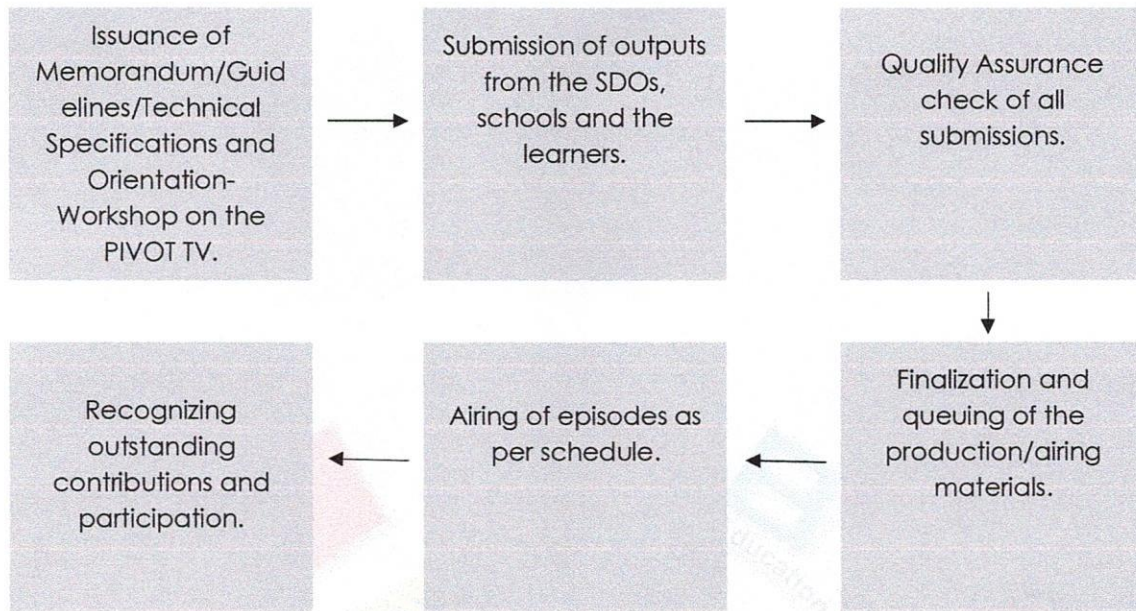 Issuance of
Memorandum/Guid
elines/Technical
Specifications and
Orientation-
Workshop on the
PIVOT TV.
Submission of outputs
from the SDOs,
schools and the
learners.
Quality Assurance
check of all
submissions.
Finalization and
queuing of the
production/airing
materials.
Airing of episodes as
per schedule.
Recognizing
outstanding
contributions and
participation.
ducation